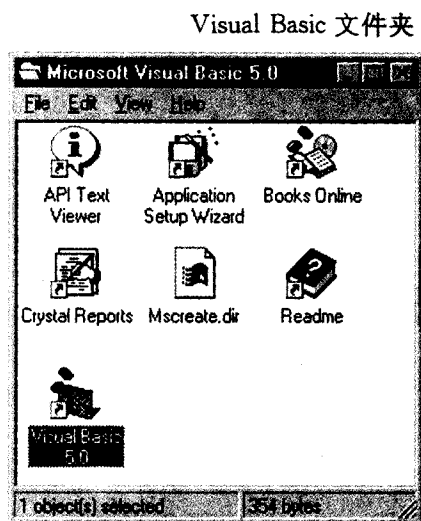 Visual Basic 文件夹
Microsoft Visual Basic 5.0
File Edit View Help
API Text
Viewer
Application
Setup Wizard
Books Online
Crystal Reports
Mscreate.dir
Readme
Visual Basic
5.0
1 object(s) selected
354 bytes